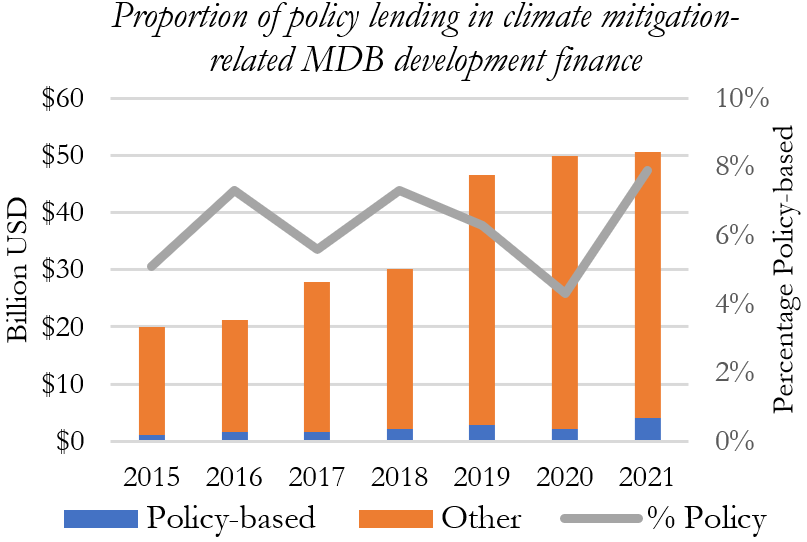 Proportion of policy lending in climate mitigation-
related MDB development finance
$60
$50
$40
$30
$20
$10
$0
Billion USD
10%
8%
6%
4%
2%
0%
Percentage Policy-based
2015 2016 2017 2018 2019 2020 2021
Policy-based Other % Policy